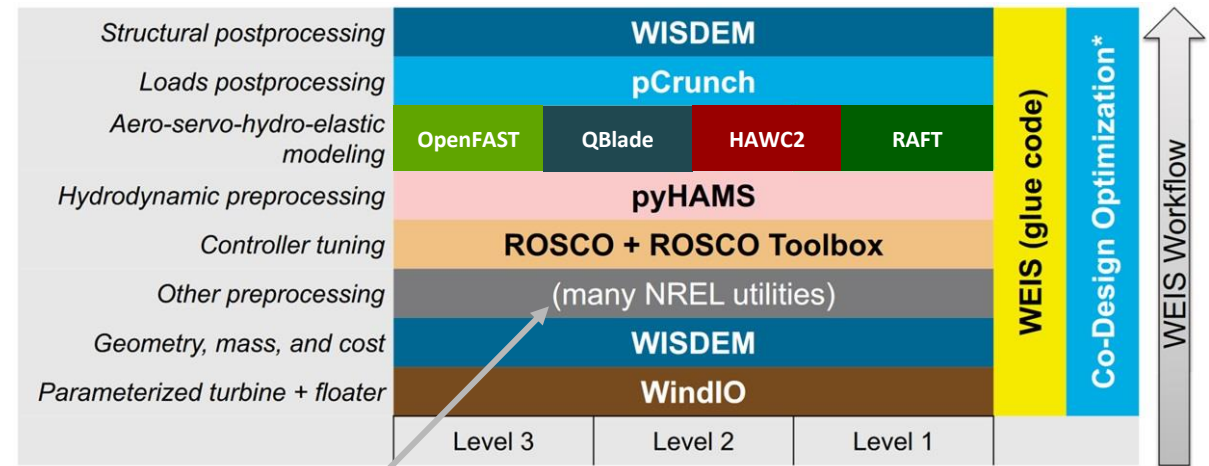 Structural postprocessing
WISDEM
Loads postprocessing
pCrunch
Aero-servo-hydro-elastic
modeling
OpenFAST
QBlade
HAWC2
RAFT
Hydrodynamic preprocessing
pyHAMS
Controller tuning
ROSCO + ROSCO Toolbox
Other preprocessing
(many NREL utilities)
Geometry, mass, and cost
WISDEM
Parameterized turbine + floater
WindIO
Level 3
Level 2
Level 1
WEIS (glue code)
Co-Design Optimization*
WEIS Workflow